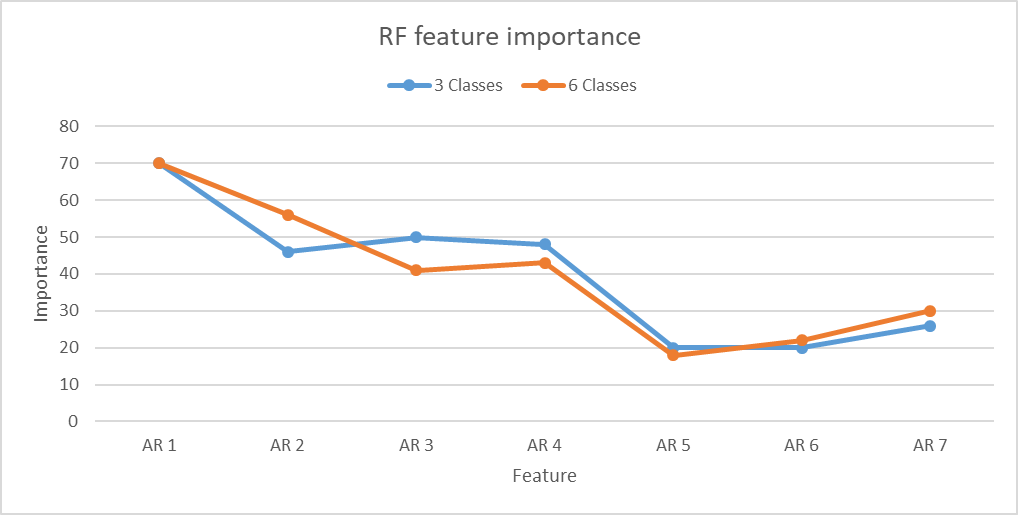 RF feature importance
3 Classes 6 Classes
80
70
60
50
40
30
20
10
0
Importance
AR 1 AR 2 AR 3 AR 4 AR 5 AR 6 AR 7
Feature